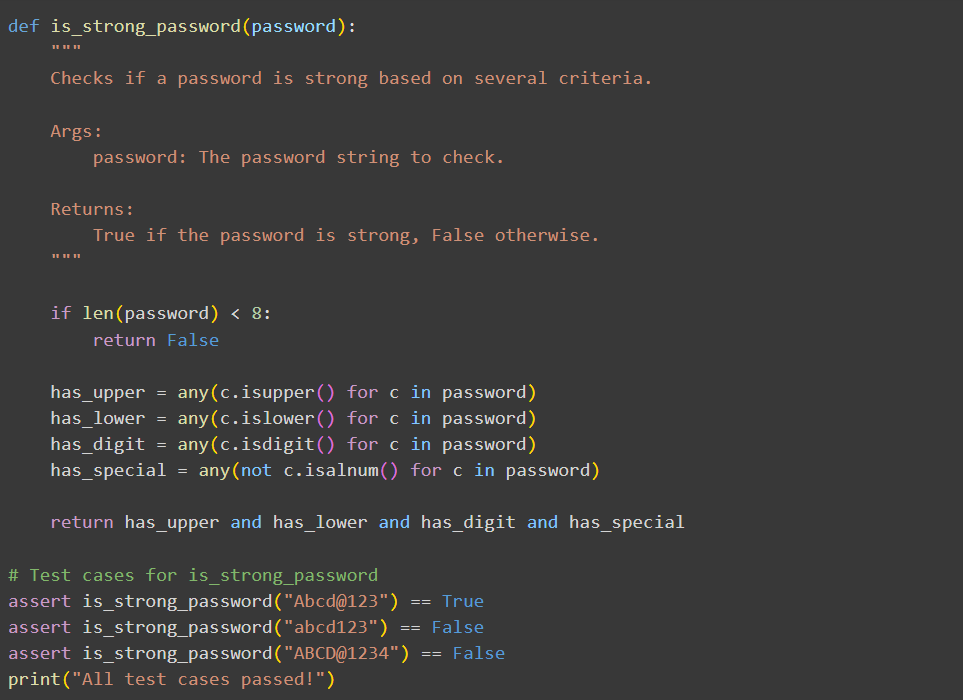 def is_strong_password(password):
    """
    Checks if a password is strong based on several criteria.

    Args:
        password: The password string to check.

    Returns:
        True if the password is strong, False otherwise.
    """

    if len(password) < 8:
        return False

    has_upper = any(c.isupper() for c in password)
    has_lower = any(c.islower() for c in password)
    has_digit = any(c.isdigit() for c in password)
    has_special = any(not c.isalnum() for c in password)

    return has_upper and has_lower and has_digit and has_special

# Test cases for is_strong_password
assert is_strong_password("Abcd@123") == True
assert is_strong_password("abcd123") == False
assert is_strong_password("ABCD@1234") == False
print("All test cases passed!")